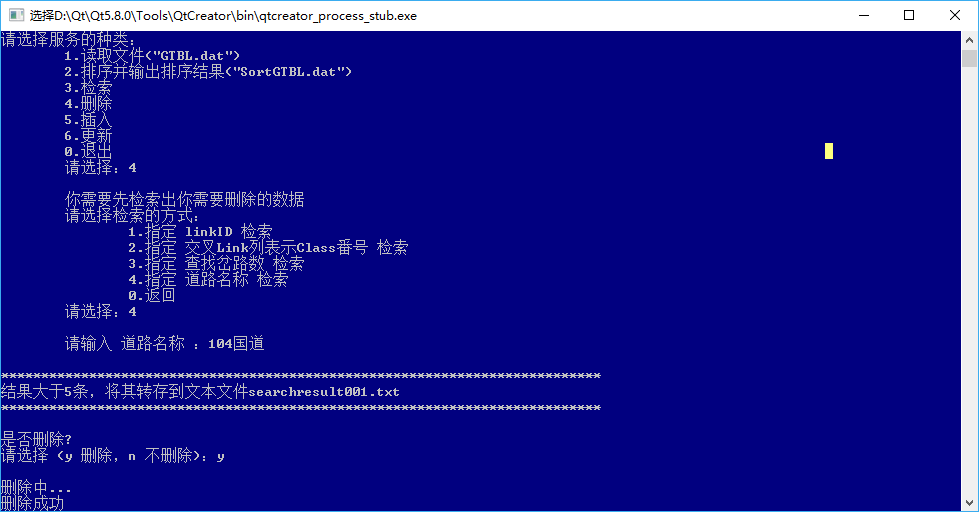 选择D:\Qt\Qt5.8.0\Tools\QtCreator\bin\qtcreator_process_stub.exe
请选择服务的种类:
1.读取文件("GTBL.dat")
2.排序并输出排序结果("SortGTBL.dat")
3.检索
4.删除
5.插入
6.更新
0.退出
请选择: 4
你需要先检索出你需要删除的数据
请选择检索的方式:
1.指定 linkID 检索
2.指定 交叉Link列表示Class番号 检索
3.指定 查找岔路数 检索
4.指定 道路名称 检索
0.返回
请选择: 4
请输入 道路名称 : 104国道
***************************************************************************
结果大于5条, 将其转存到文本文件searchresult001.txt
***************************************************************************
是否删除?
请选择 (y 删除, n 不删除): y
删除中...
删除成功